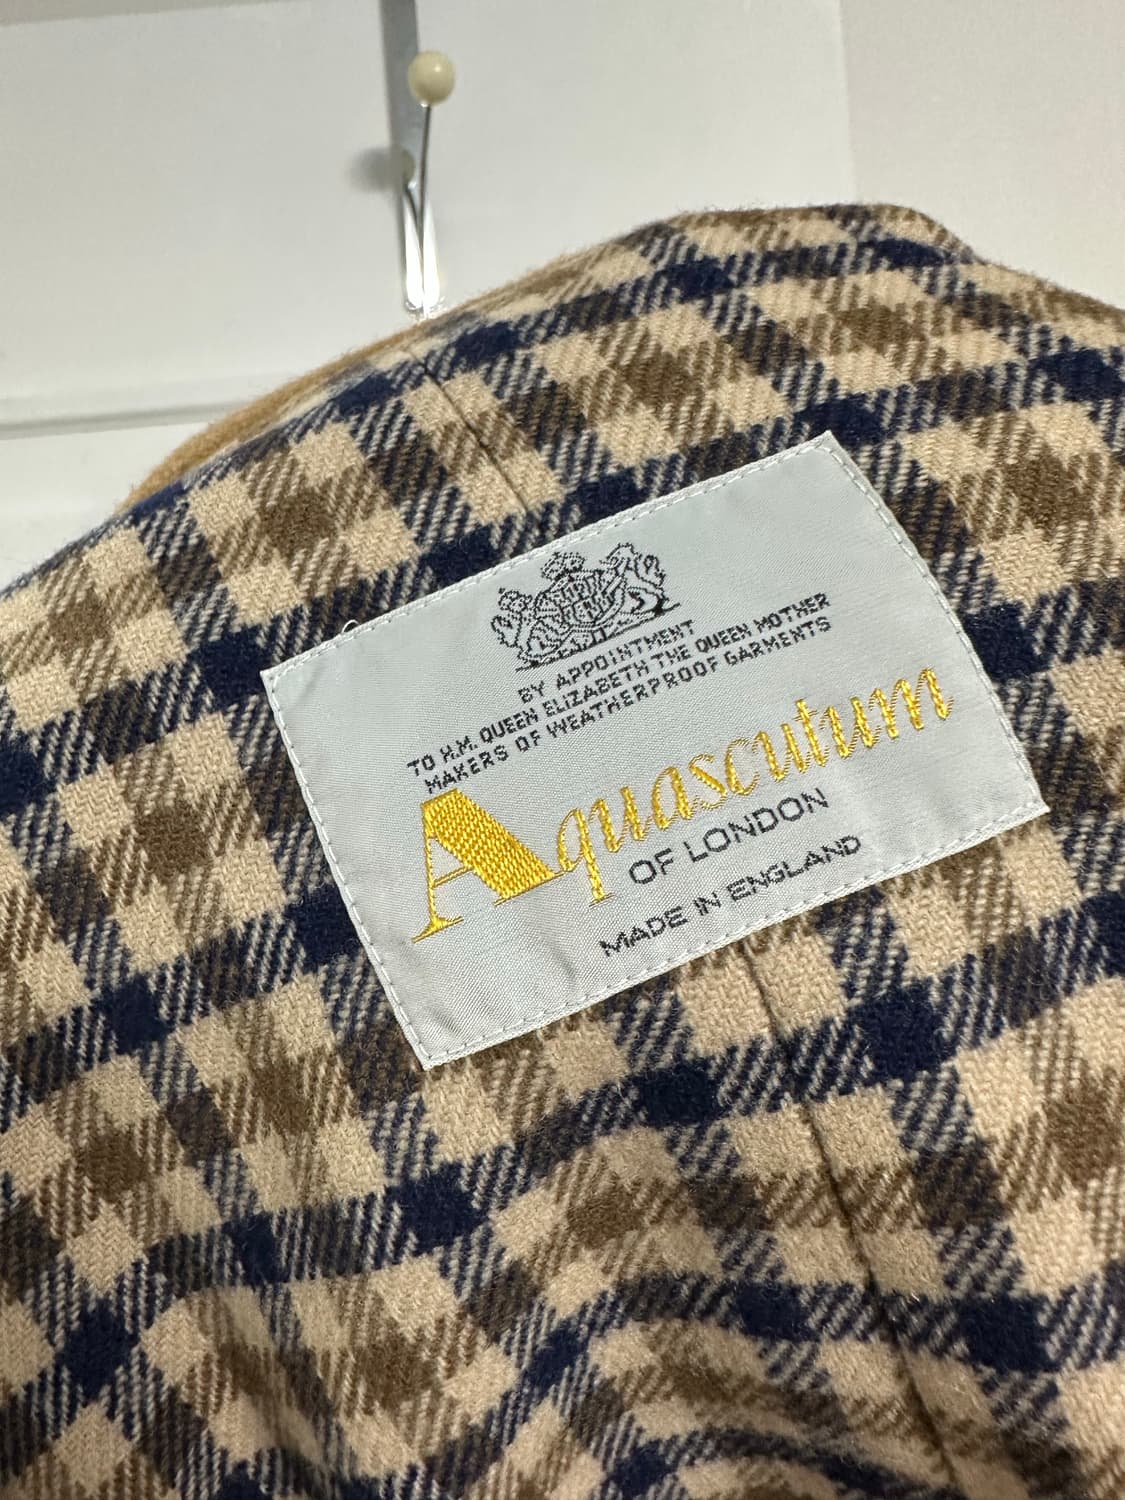 BY APPOINTMENT
TO H.M. QUEEN ELIZABETH THE QUEEN MOTHER
MAKERS OF WEATHERPROOF GARMENTS
Aquascutum
OF LONDON
MADE IN ENGLAND